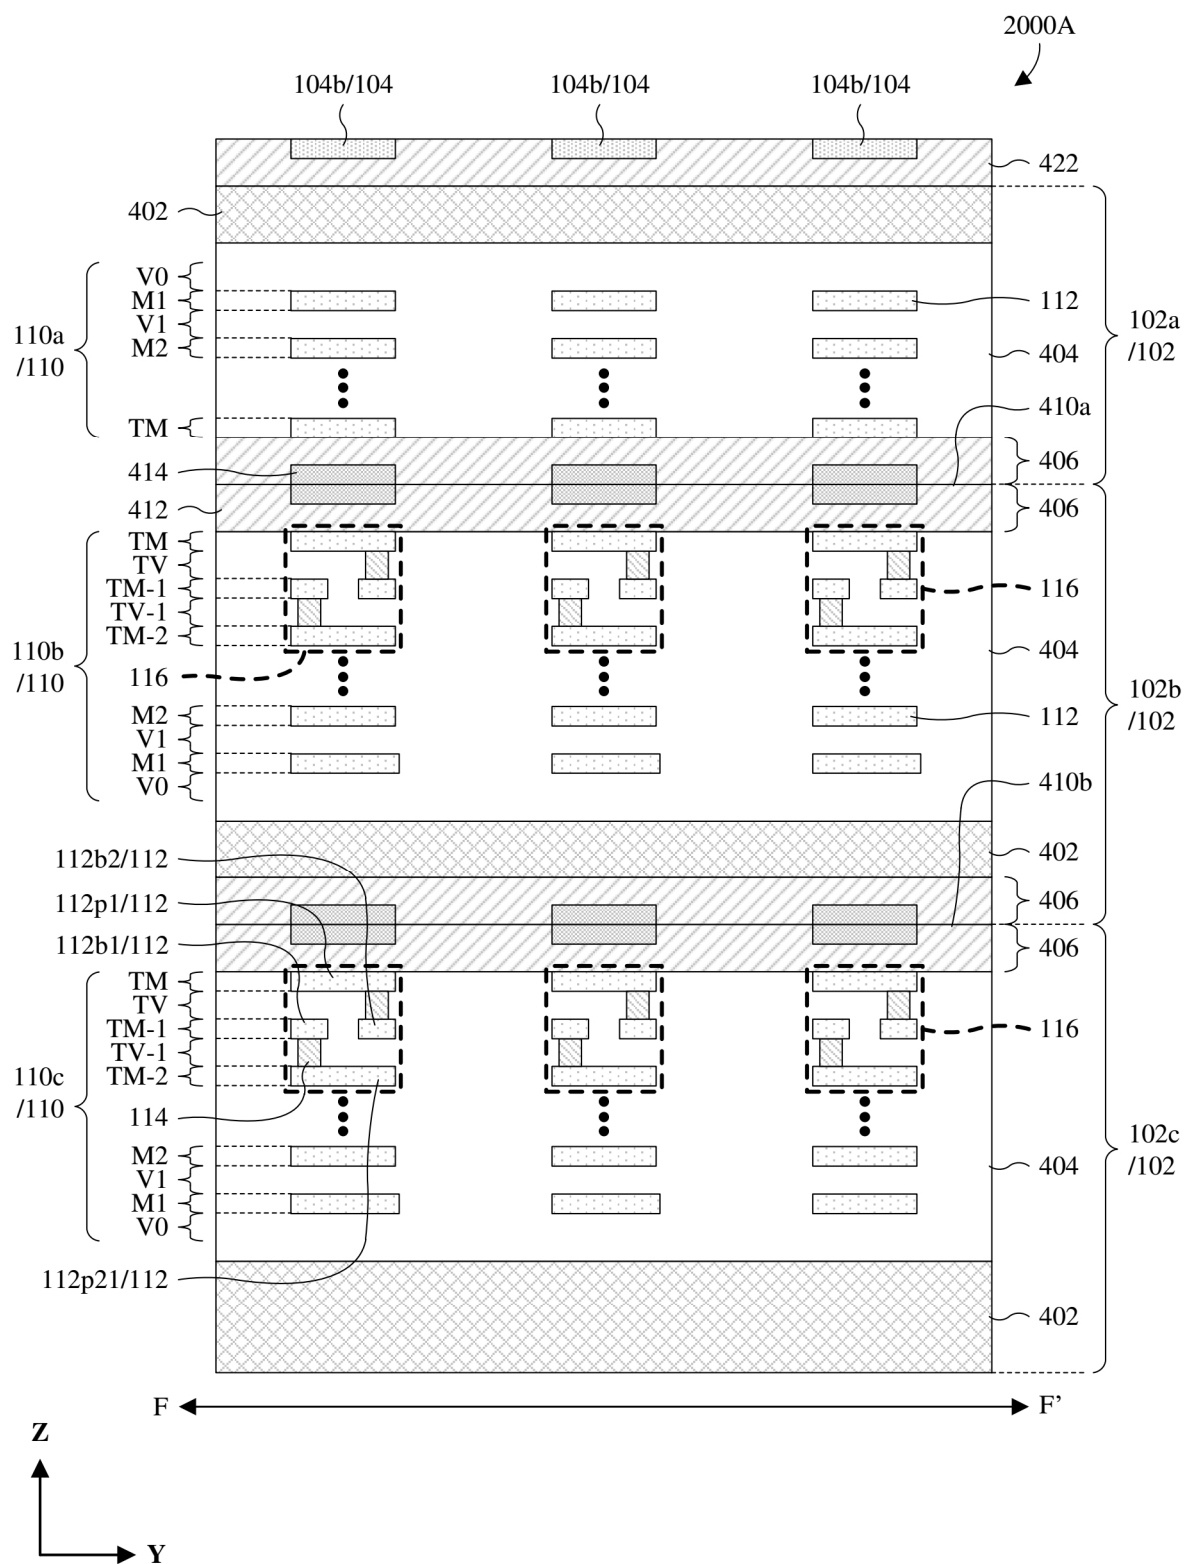 2000A
104b/104 104b/104 104b/104
422
402
V0
M1 112
110a 102a
/110 /102
V1
M2 404
410a
TM
406
414
412 406
TM
TV
TM-1 116
TV-1
TM-2
110b 404
/110
116 102b
/102
M2 112
V1
M1
V0 410b
112b2/112 402
112p1/112 406
112b1/112 406
TM
TV
TM-1 116
TV-1
110c
/110
TM-2
114
102c
/102
M2 404
V1
M1
V0
112p21/112
402
F F’
Z
Y